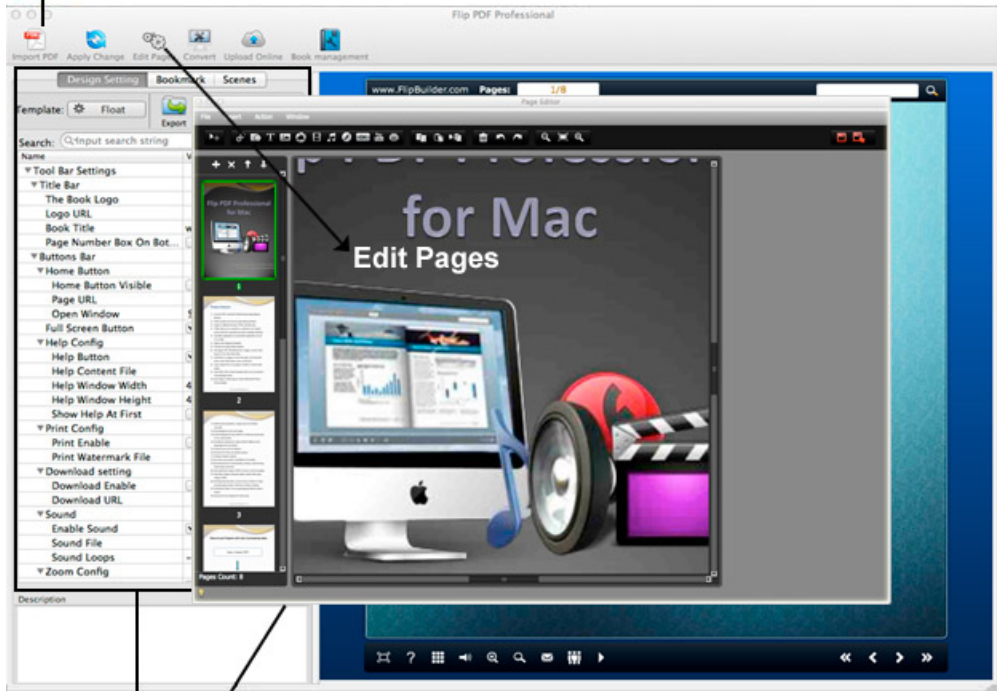 Flip PDF Professional
Import PDF Apply Change Edit Pages Convert Upload Online Book management
Design Setting Bookmark Scenes
Template: Float
Export
Search: Input search string
Name
Tool Bar Settings
Title Bar
The Book Logo
Logo URL
Book Title
Page Number Box On Bot...
Buttons Bar
Home Button
Home Button Visible
Page URL
Open Window
Full Screen Button
Help Config
Help Button
Help Content File
Help Window Width
Help Window Height
Show Help At First
Print Config
Print Enable
Print Watermark File
Download setting
Download Enable
Download URL
Sound
Enable Sound
Sound File
Sound Loops
Zoom Config
Description
www.FlipBuilder.com Pages: 1/8
Page Editor
File Insert Action Window
Flip PDF Professional
for Mac
1
2
3
Pages Count: 8
for Mac
Edit Pages